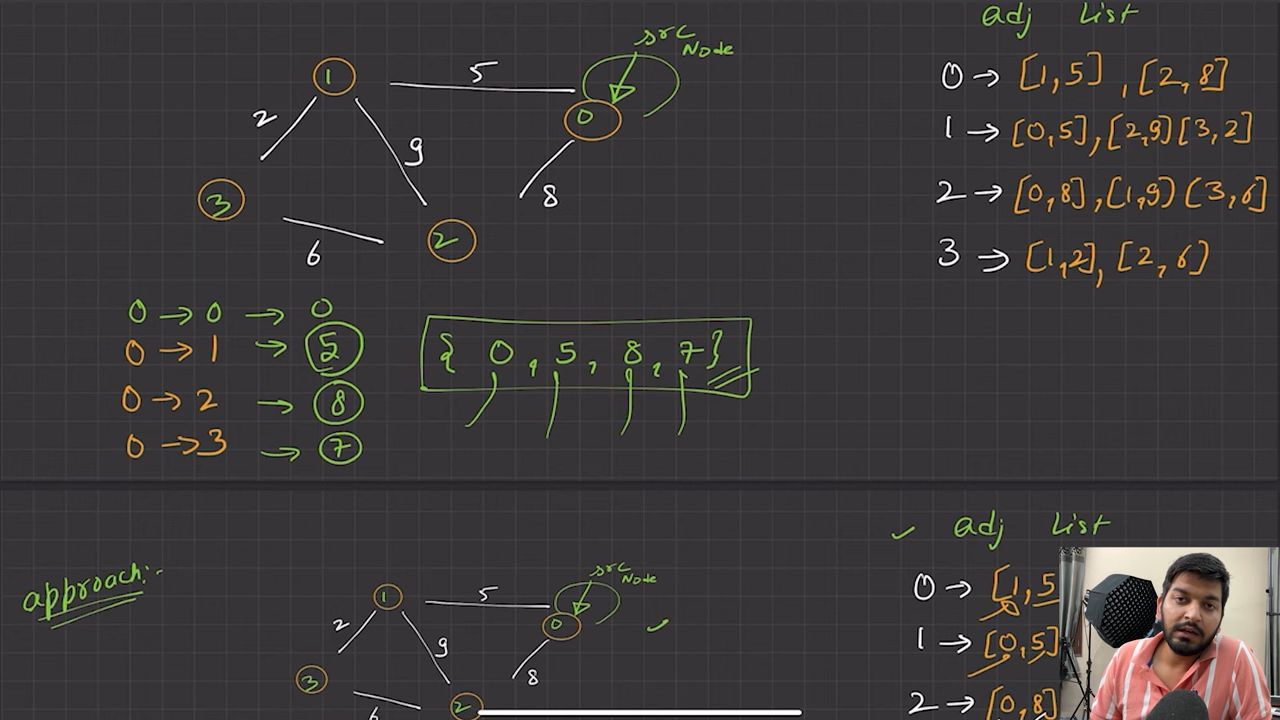 adj List
src
Node
1
5
0
2
9
8
3
2
6
0 → [1,5] , [2,8]
1 → [0,5],[2,9][3,2]
2 → [0,8],[1,9) [3,6]
3 → [1,2], [2,6)
0 → 0 → 0
0 → 1 → 5
0 → 2 → 8
0 → 3 → 7
{ 0 , 5 , 8 , 7 }
approach:-
adj List
src
Node
1
5
0
2
9
8
3
2
6
0 → [1,5
1 → [0,5]
2 → [0,8]